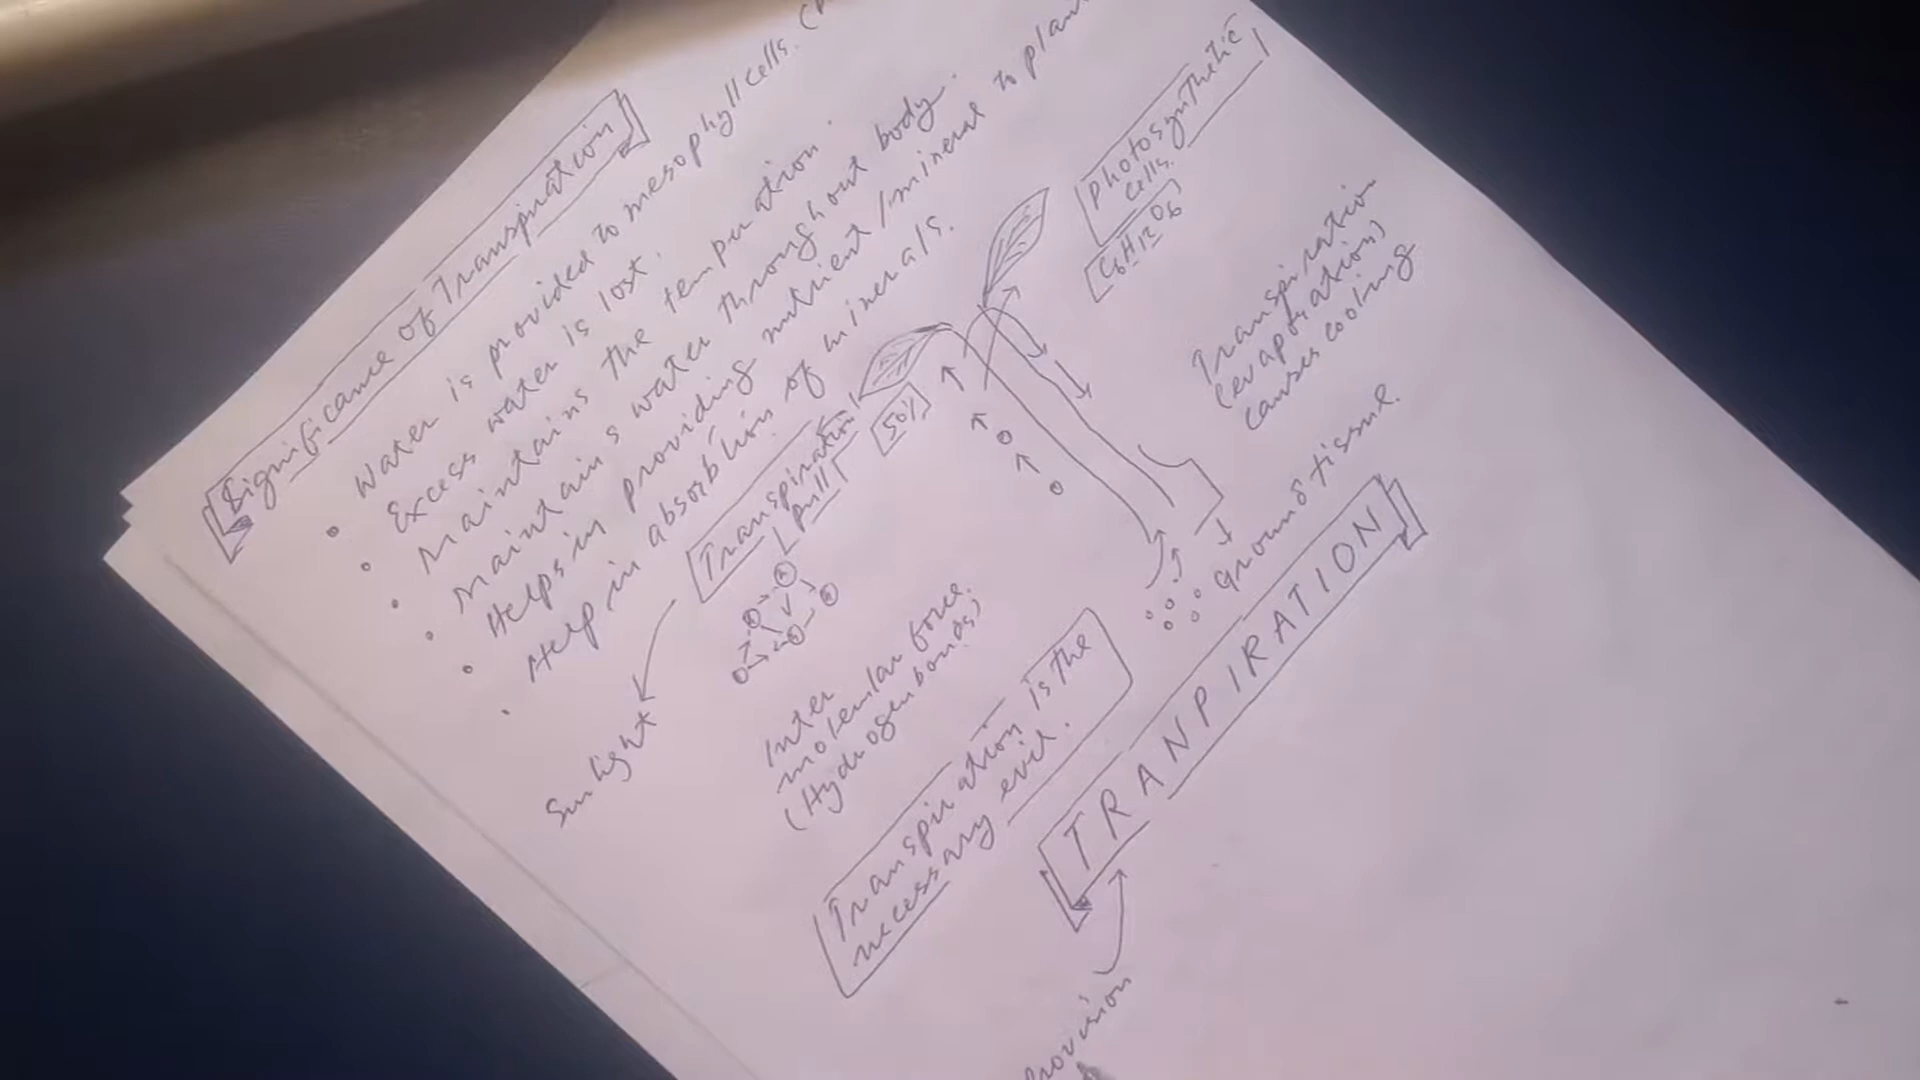 Significance of Transpiration
Water is provided to mesophyll cells.
Excess water is lost.
Maintains the temperation.
Maintain s water throughout body.
Helps in providing nutrient / mineral to plan
Help in absorbtion of minerals.
Photosynthetic
cells.
C6H12O6
Transpiration
pull
50%
Transpiration
(evaporation)
causes cooling
Sunlight
Inter
molecular force.
(Hydrogen bonds)
Ground tissue.
Transpiration is the
necessary evil.
TRANPIRATION